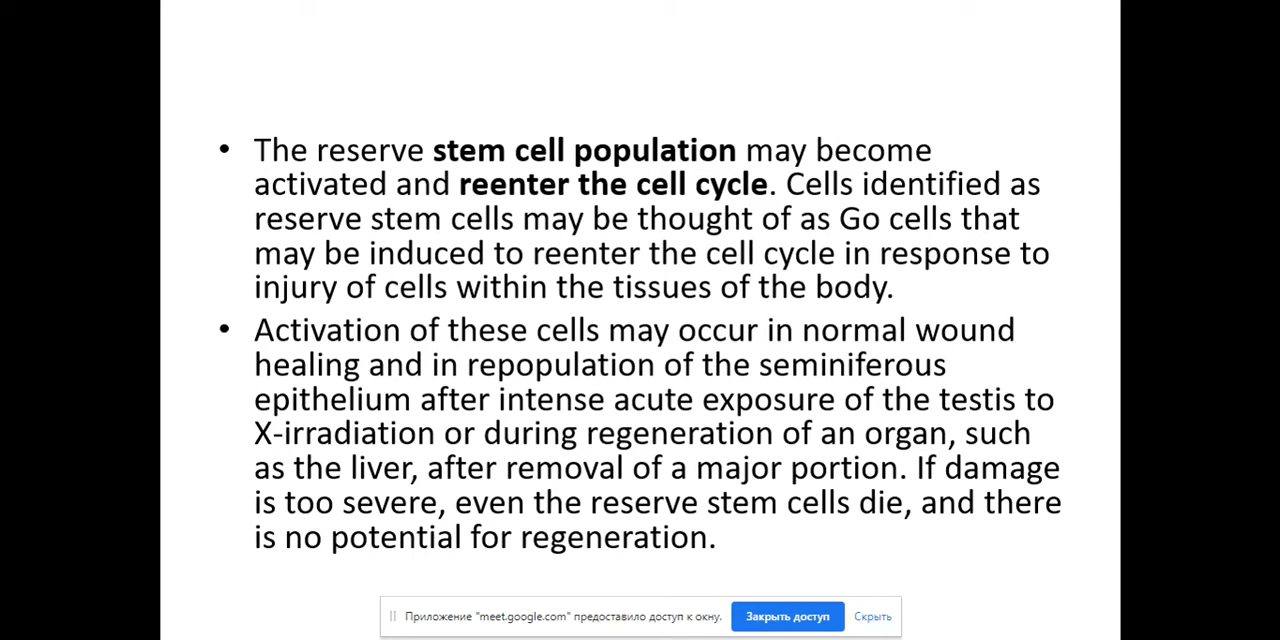 • The reserve stem cell population may become
activated and reenter the cell cycle. Cells identified as
reserve stem cells may be thought of as Go cells that
may be induced to reenter the cell cycle in response to
injury of cells within the tissues of the body.
• Activation of these cells may occur in normal wound
healing and in repopulation of the seminiferous
epithelium after intense acute exposure of the testis to
X-irradiation or during regeneration of an organ, such
as the liver, after removal of a major portion. If damage
is too severe, even the reserve stem cells die, and there
is no potential for regeneration.
Приложение "meet.google.com" предоставило доступ к окну. Закрыть доступ Скрыть